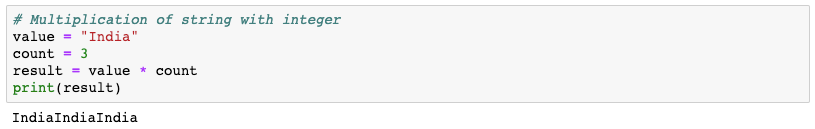 # Multiplication of string with integer
value = "India"
count = 3
result = value * count
print(result)
IndiaIndiaIndia